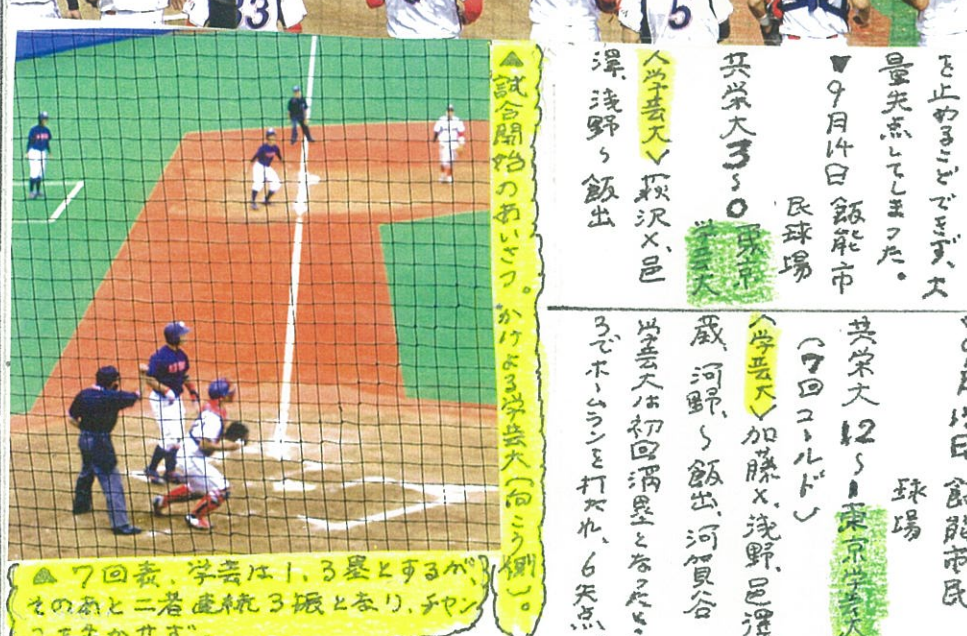 を止めることできず、大
量失点してしまった。
▼9月14日 飯能市
民球場
共栄大3〜0東京
学芸大
〈学芸大〉萩沢×、邑
澤、浅野〜飯出
飯能市民
球場
共栄大12〜1東京学芸大
(7回コールド)
〈学芸大〉加藤×、浅野、邑澤
蔵、河野、〜飯出、河賀谷
学芸大は初回満塁となったと
ろでホームランを打たれ、6失点
▲試合開始のあいさつ。かけよる学芸大(向こう側)。
▲7回表、学芸は1,3塁とするが、
そのあと二者連続3振となり、チャン
3
5